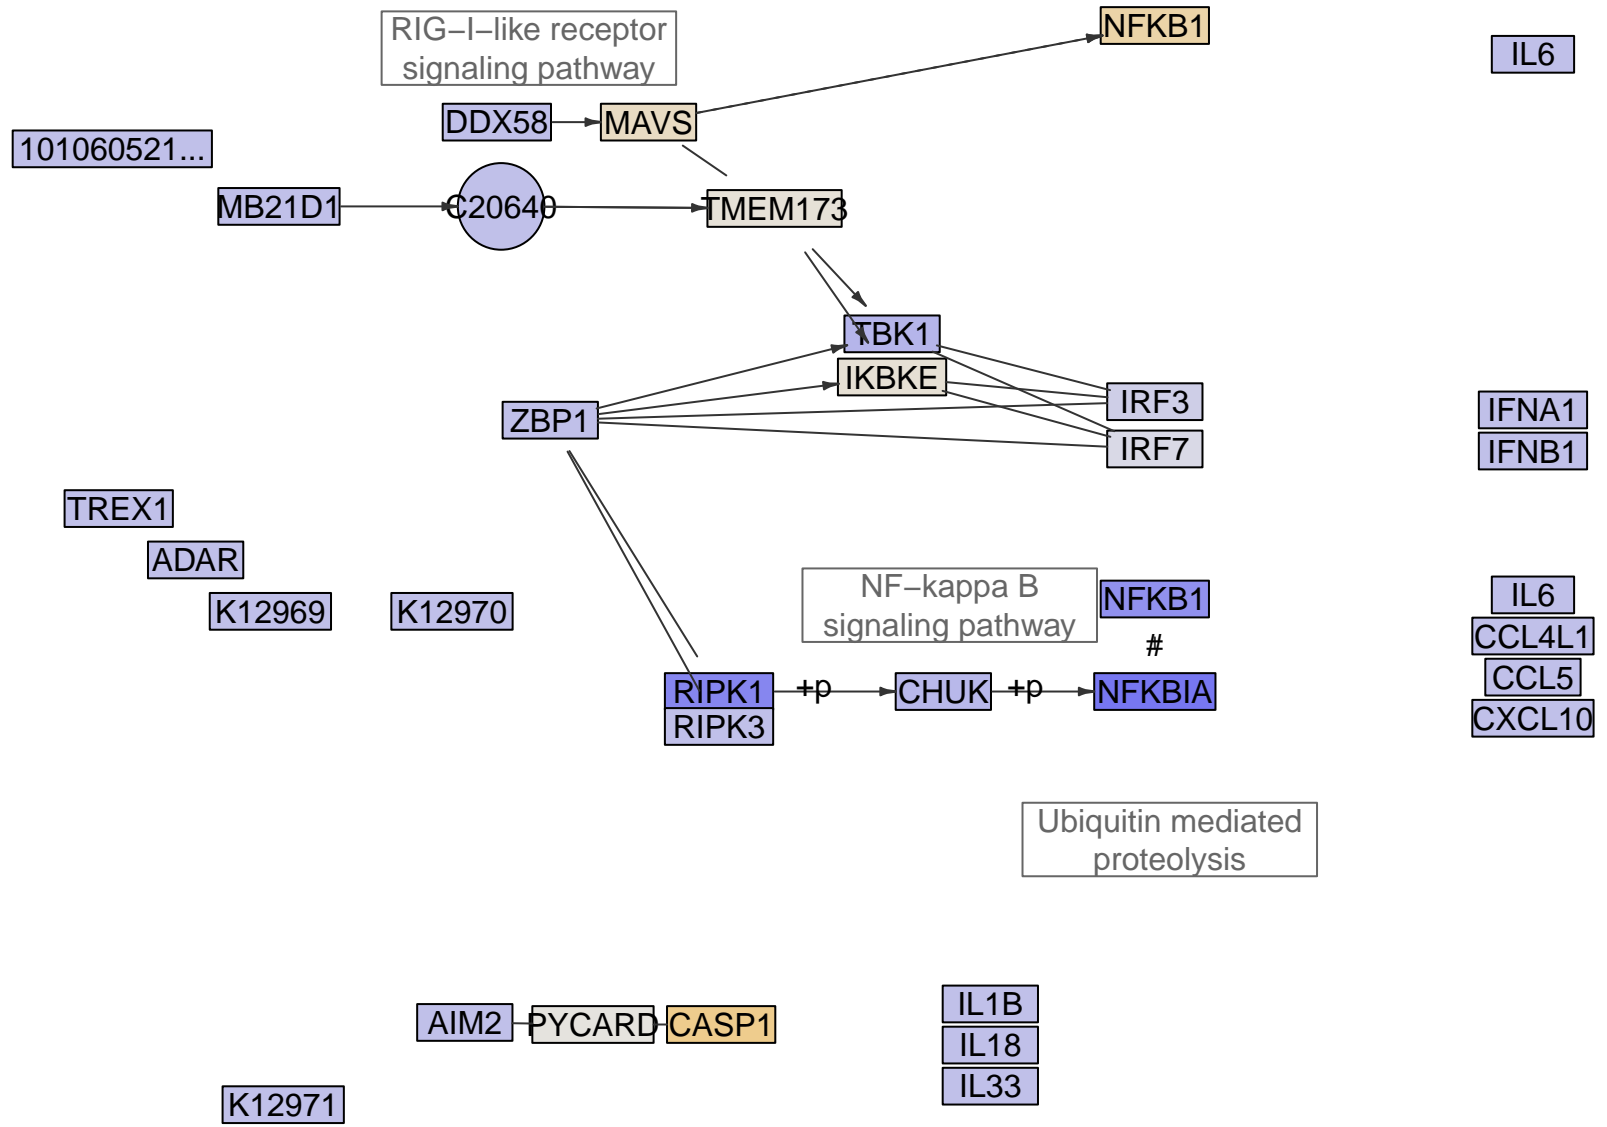 RIG−I−like receptor
signaling pathway
NFKB1
IL6
DDX58
MAVS
101060521...
MB21D1
C20640
TMEM173
TBK1
IKBKE
ZBP1
IRF3
IRF7
IFNA1
IFNB1
TREX1
ADAR
K12969
K12970
NF−kappa B
signaling pathway
NFKB1
#
IL6
CCL4L1
CCL5
CXCL10
RIPK1
+p
CHUK
+p
NFKBIA
RIPK3
Ubiquitin mediated
proteolysis
AIM2
PYCARD
CASP1
IL1B
IL18
IL33
K12971